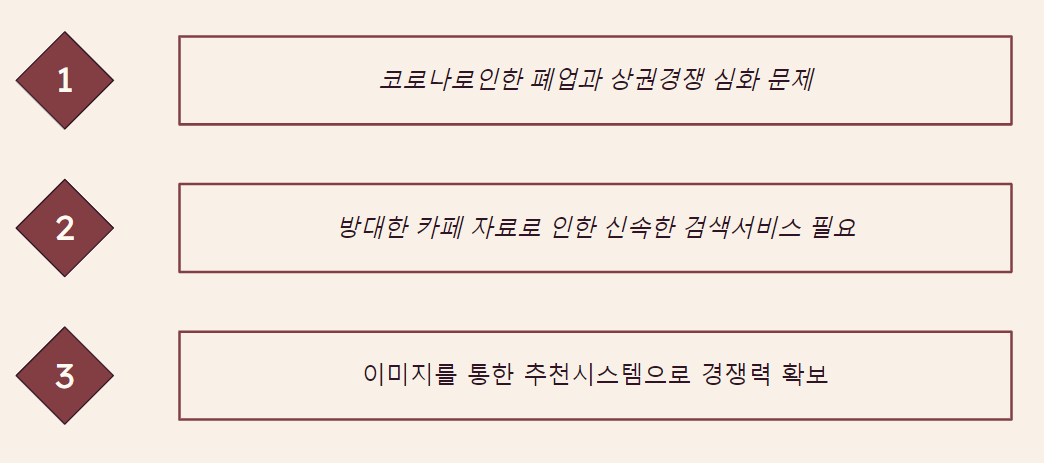 1
코로나로인한 폐업과 상권경쟁 심화 문제
2
방대한 카페 자료로 인한 신속한 검색서비스 필요
3
이미지를 통한 추천시스템으로 경쟁력 확보